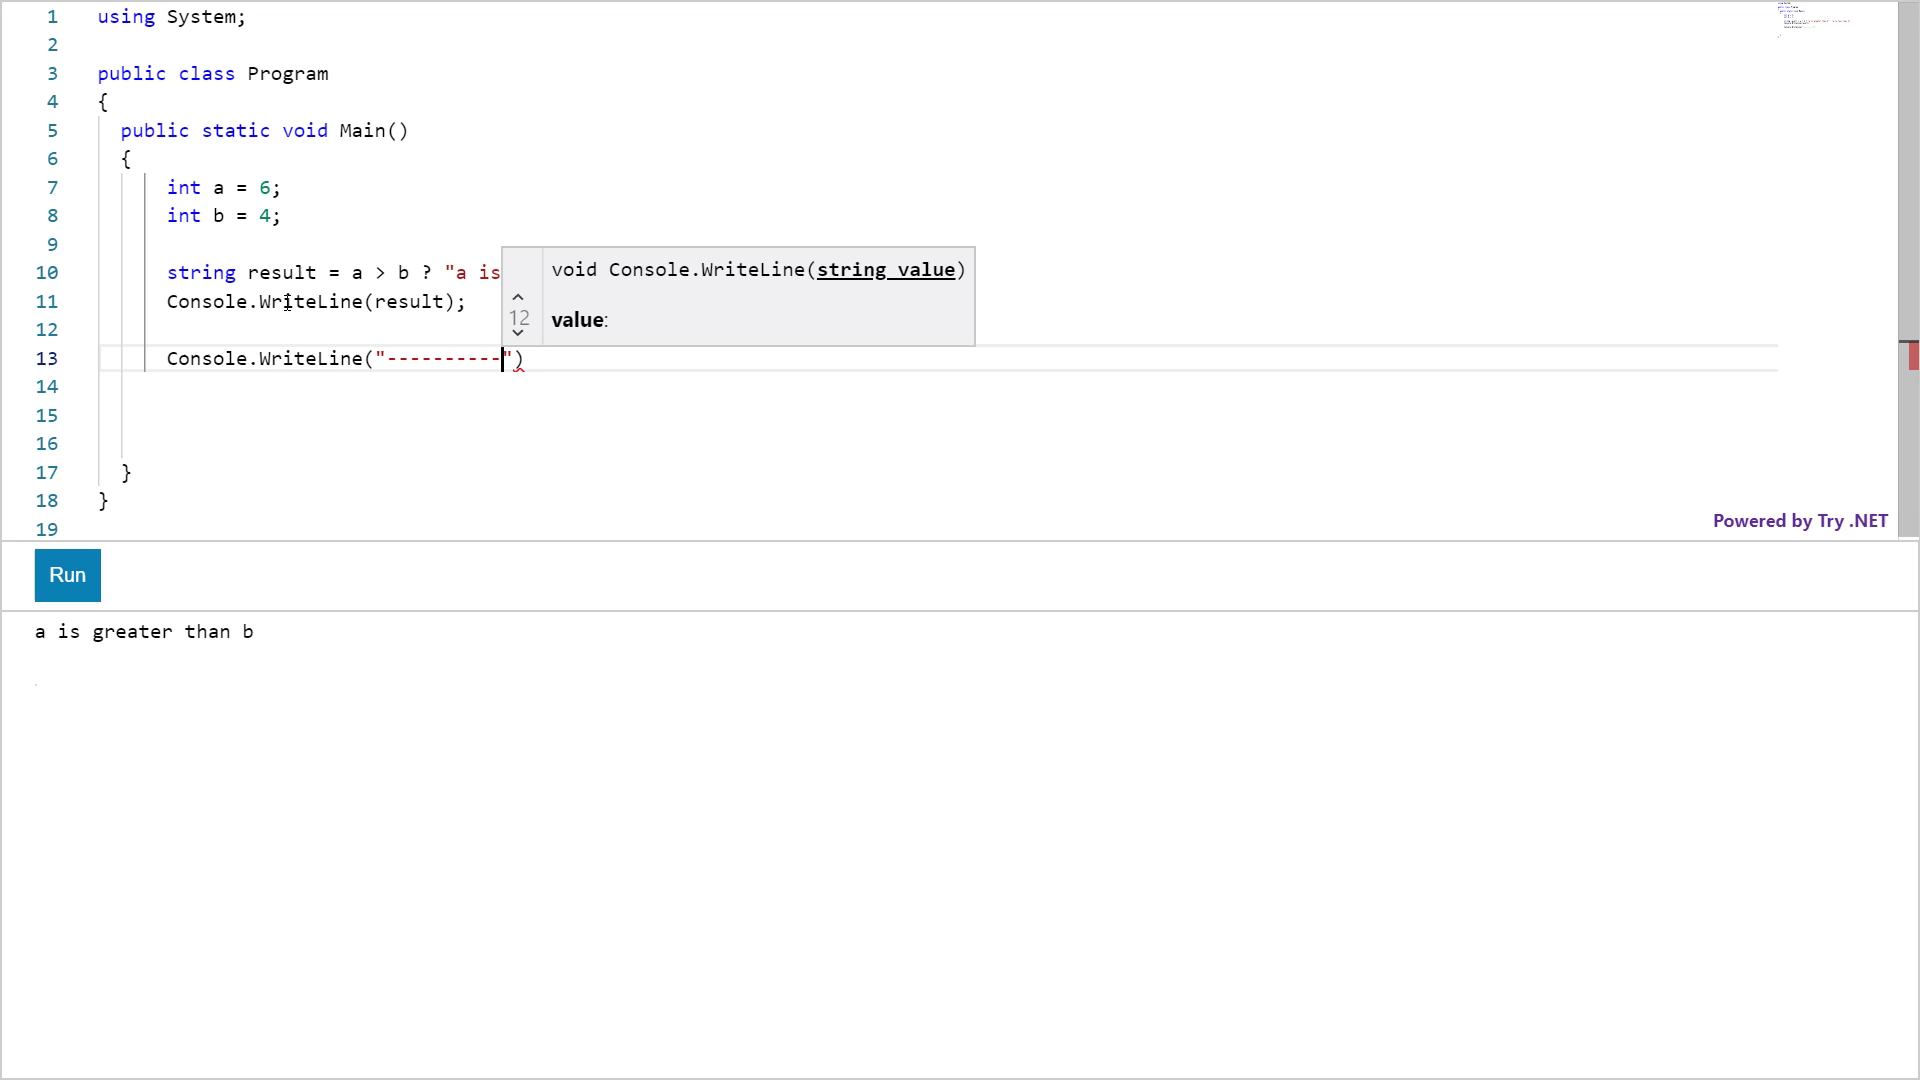 1 using System;
2
3 public class Program
4 {
5 public static void Main()
6 {
7 int a = 6;
8 int b = 4;
9
10 string result = a > b ? "a is
11 Console.WriteLine(result);
12
13 Console.WriteLine("----------")
14
15
16
17 }
18 }
19
void Console.WriteLine(string value)
12
value:
Powered by Try .NET
Run
a is greater than b